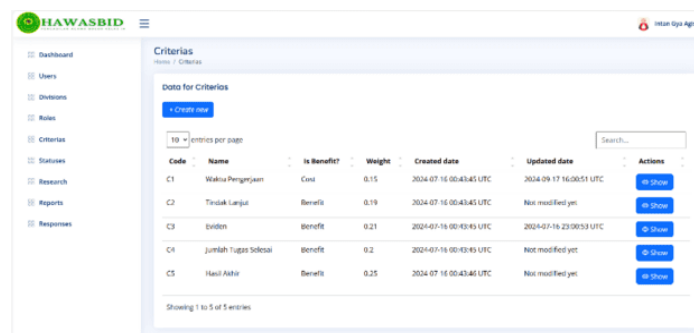 HAWASBID
Intan Gya Agri
Dashboard
Users
Divisions
Roles
Criterias
Statuses
Research
Reports
Responses
Criterias
Home / Criterias
Data for Criterias
+ Create new
10 entries per page
Search...
Code Name Is Benefit? Weight Created date Updated date Actions
C1 Waktu Pengerjaan Cost 0.15 2024-07-16 00:43:45 UTC 2024-09-17 16:00:51 UTC Show
C2 Tindak Lanjut Benefit 0.19 2024-07-16 00:43:45 UTC Not modified yet Show
C3 Eviden Benefit 0.21 2024-07-16 00:43:45 UTC 2024-07-16 23:00:53 UTC Show
C4 Jumlah Tugas Selesai Benefit 0.2 2024-07-16 00:43:45 UTC Not modified yet Show
C5 Hasil Akhir Benefit 0.25 2024-07-16 00:43:46 UTC Not modified yet Show
Showing 1 to 5 of 5 entries